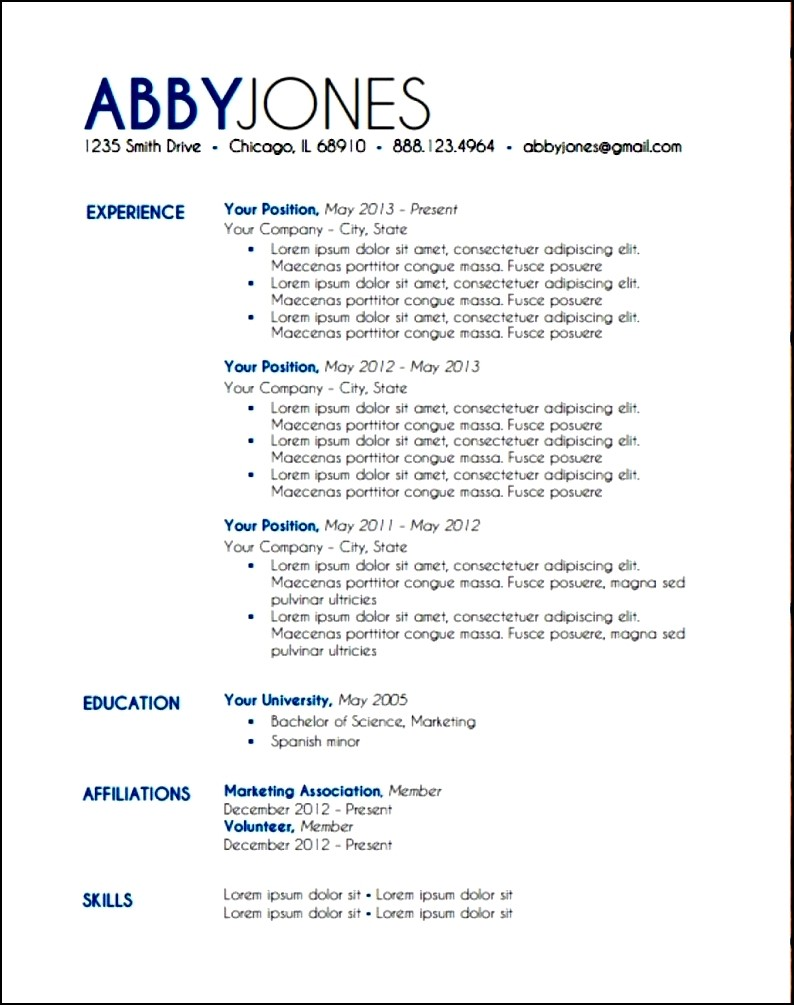 ABBYJONES
1235 Smith Drive • Chicago, IL 68910 • 888.123.4964 • abbyjones@gmail.com
EXPERIENCE
Your Position, May 2013 - Present
Your Company - City, State
• Lorem ipsum dolor sit amet, consectetuer adipiscing elit.
Maecenas porttitor congue massa. Fusce posuere
• Lorem ipsum dolor sit amet, consectetuer adipiscing elit.
Maecenas porttitor congue massa. Fusce posuere
• Lorem ipsum dolor sit amet, consectetuer adipiscing elit.
Maecenas porttitor congue massa. Fusce posuere
Your Position, May 2012 - May 2013
Your Company - City, State
• Lorem ipsum dolor sit amet, consectetuer adipiscing elit.
Maecenas porttitor congue massa. Fusce posuere
• Lorem ipsum dolor sit amet, consectetuer adipiscing elit.
Maecenas porttitor congue massa. Fusce posuere
• Lorem ipsum dolor sit amet, consectetuer adipiscing elit.
Maecenas porttitor congue massa. Fusce posuere
Your Position, May 2011 - May 2012
Your Company - City, State
• Lorem ipsum dolor sit amet, consectetuer adipiscing elit.
Maecenas porttitor congue massa. Fusce posuere, magna sed
pulvinar ultricies
• Lorem ipsum dolor sit amet, consectetuer adipiscing elit.
Maecenas porttitor congue massa. Fusce posuere, magna sed
pulvinar ultricies
EDUCATION
Your University, May 2005
• Bachelor of Science, Marketing
• Spanish minor
AFFILIATIONS
Marketing Association, Member
December 2012 - Present
Volunteer, Member
December 2012 - Present
SKILLS
Lorem ipsum dolor sit • Lorem ipsum dolor sit
Lorem ipsum dolor sit • Lorem ipsum dolor sit